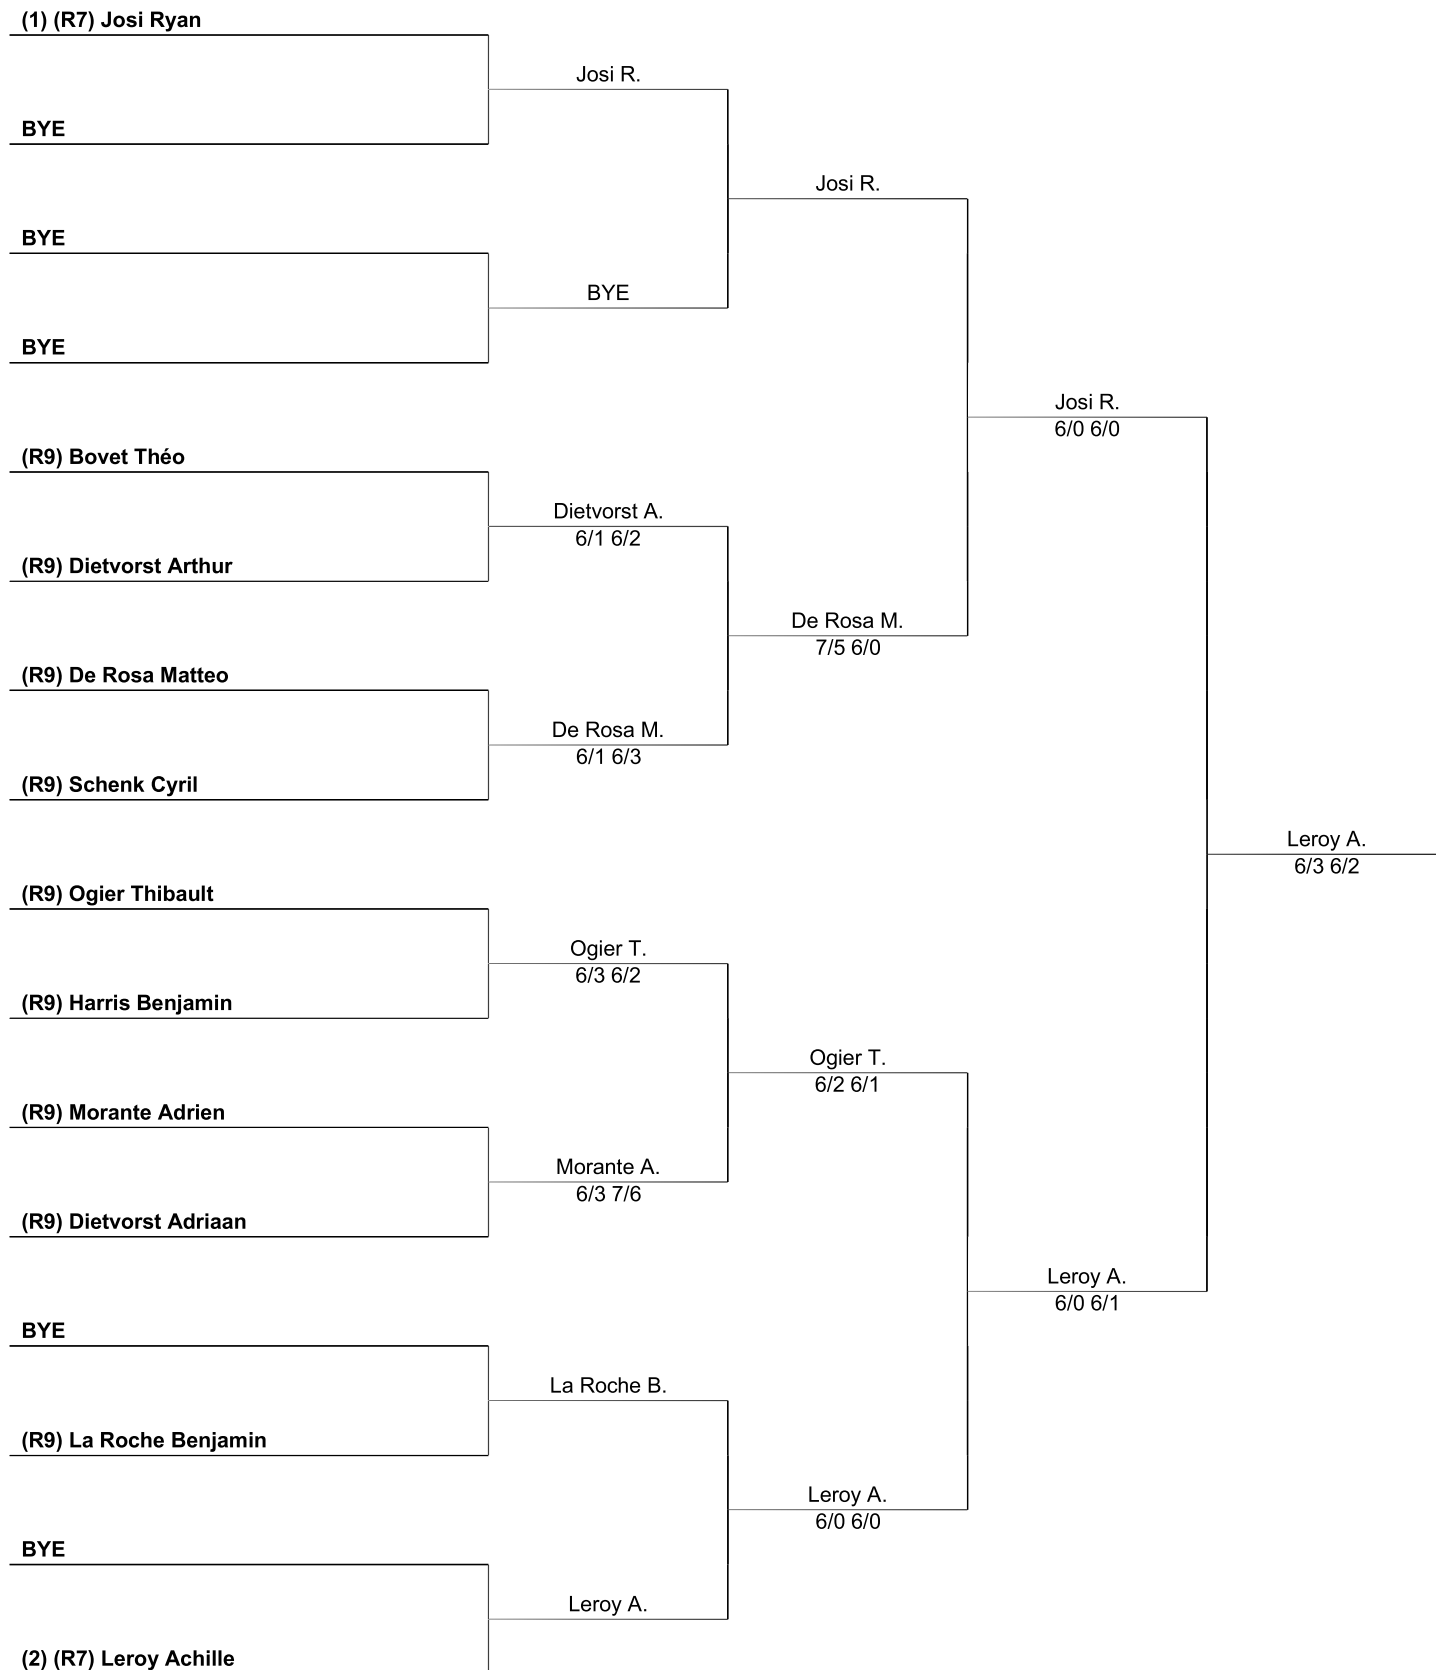 (1) (R7) Josi Ryan
Josi R.
BYE
Josi R.
BYE
BYE
BYE
Josi R.
6/0 6/0
(R9) Bovet Théo
Dietvorst A.
6/1 6/2
(R9) Dietvorst Arthur
De Rosa M.
7/5 6/0
(R9) De Rosa Matteo
De Rosa M.
6/1 6/3
(R9) Schenk Cyril
Leroy A.
6/3 6/2
(R9) Ogier Thibault
Ogier T.
6/3 6/2
(R9) Harris Benjamin
Ogier T.
6/2 6/1
(R9) Morante Adrien
Morante A.
6/3 7/6
(R9) Dietvorst Adriaan
Leroy A.
6/0 6/1
BYE
La Roche B.
(R9) La Roche Benjamin
Leroy A.
6/0 6/0
BYE
Leroy A.
(2) (R7) Leroy Achille